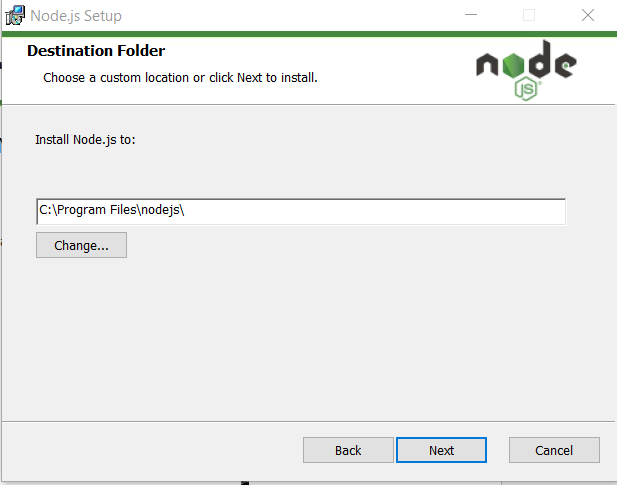 Node.js Setup
Destination Folder
Choose a custom location or click Next to install.
node
JS
Install Node.js to:
C:\Program Files\nodejs\
Change...
Back
Next
Cancel